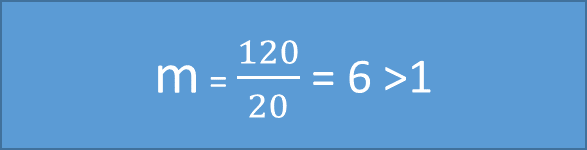 m = 120/20 = 6 >1